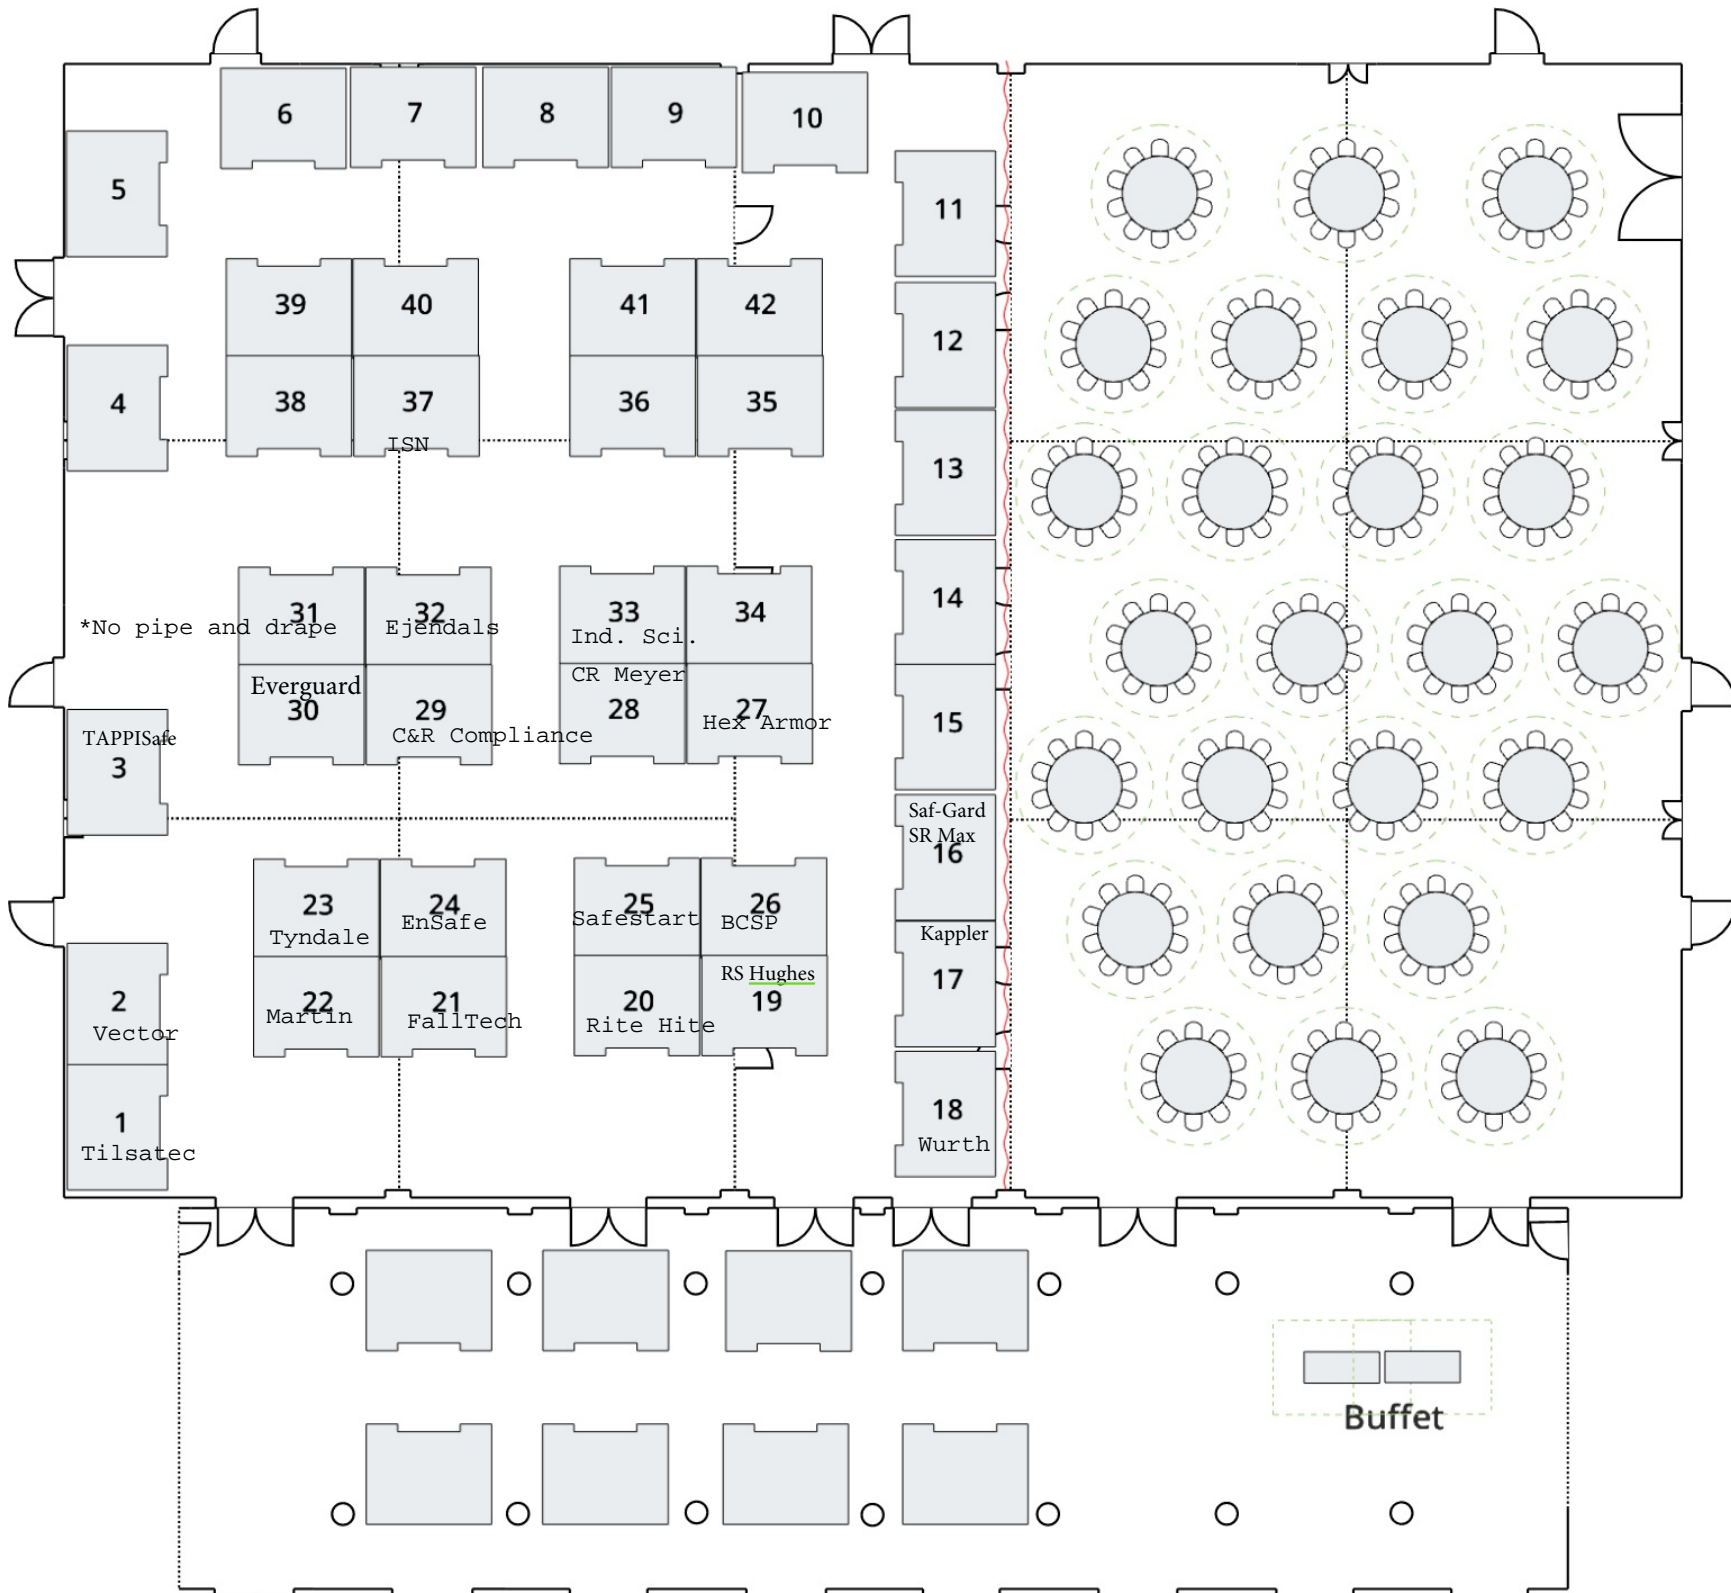 6
7
8
9
10
5
11
39
40
41
42
12
4
38
37
36
35
ISN
13
14
31
32
33
34
*No pipe and drape
Ejendals
Ind. Sci.
Everguard
CR Meyer
30
29
28
27
C&R Compliance
Hex Armor
15
TAPPISafe
3
Saf-Gard
SR Max
16
23
24
25
26
Tyndale
EnSafe
Safestart
BCSP
Kappler
17
RS Hughes
2
22
21
20
19
Vector
Martin
FallTech
Rite Hite
1
Tilsatec
18
Wurth
Buffet